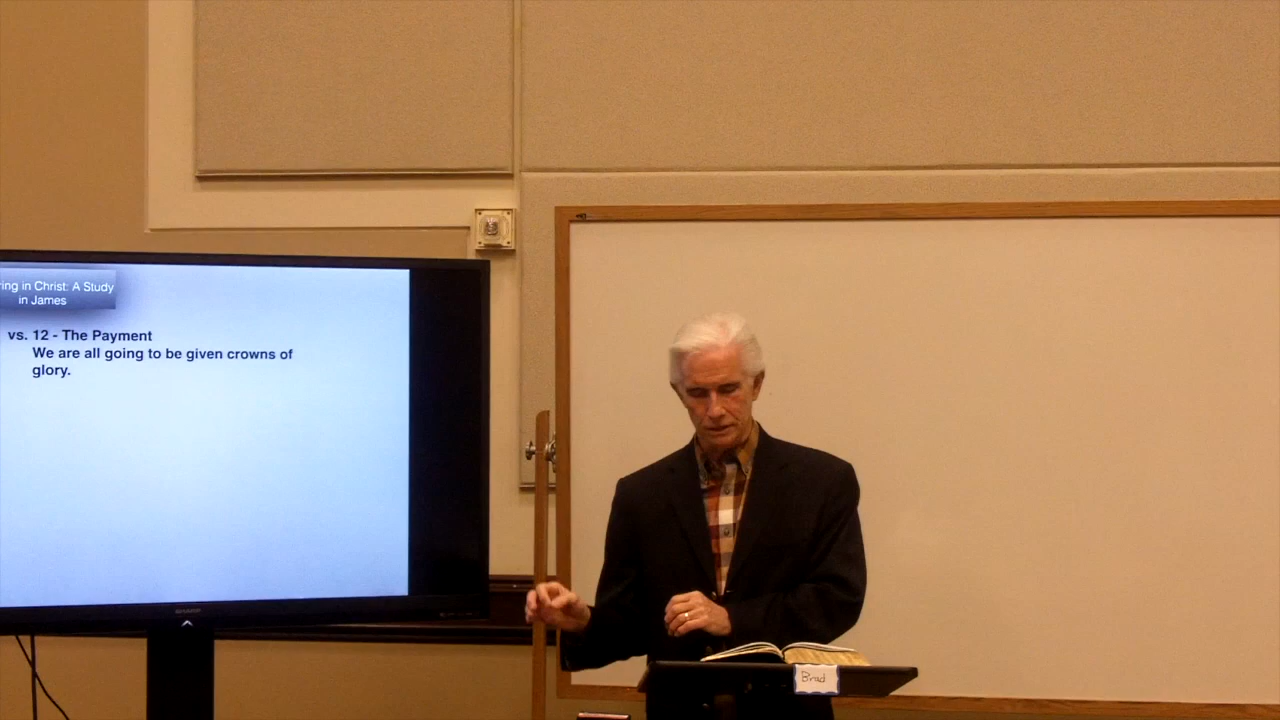 ring in Christ: A Study
in James
vs. 12 - The Payment
We are all going to be given crowns of
glory.
SHARP
Brad